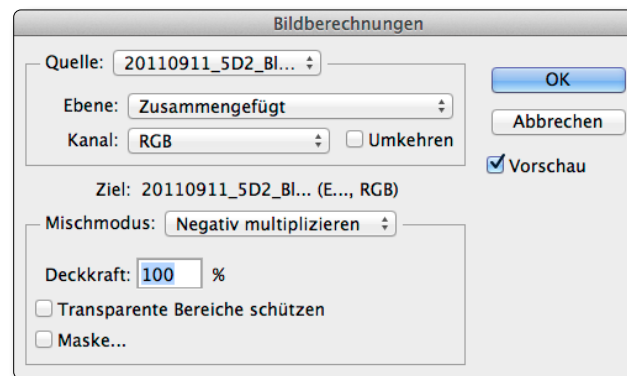 Bildberechnungen
Quelle: 20110911_5D2_Bl...
Ebene: Zusammengefügt
Kanal: RGB Umkehren
Ziel: 20110911_5D2_Bl... (E..., RGB)
Mischmodus: Negativ multiplizieren
Deckkraft: 100 %
Transparente Bereiche schützen
Maske...
OK
Abbrechen
Vorschau